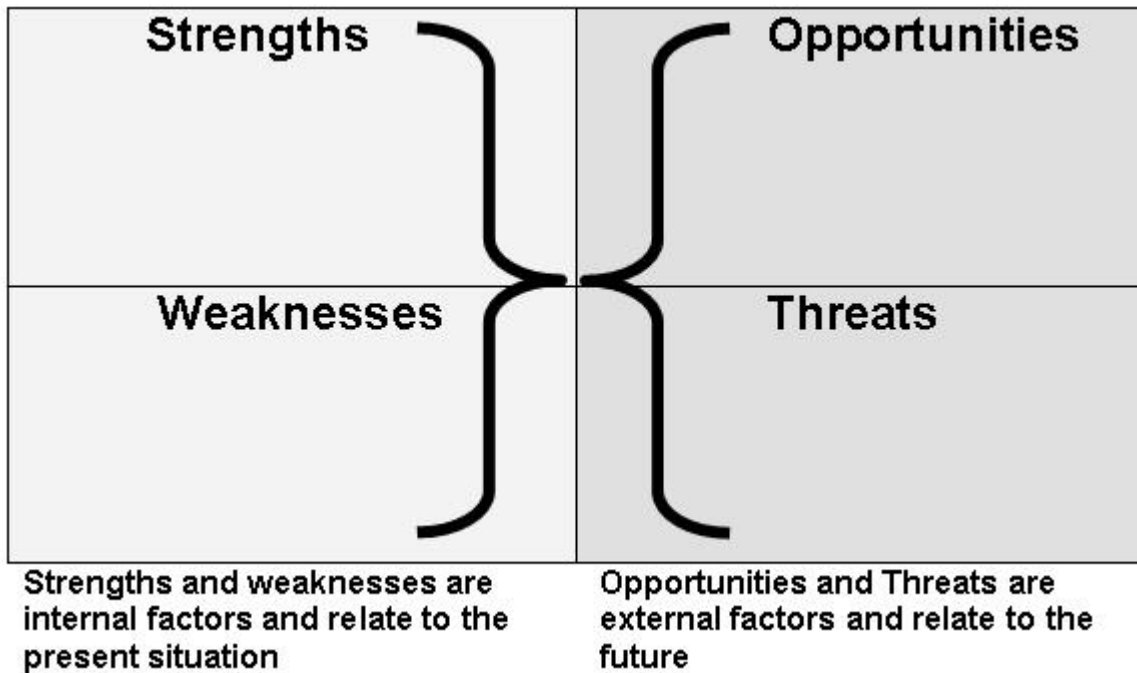 Strengths
Opportunities
Weaknesses
Threats
Strengths and weaknesses are
internal factors and relate to the
present situation
Opportunities and Threats are
external factors and relate to the
future